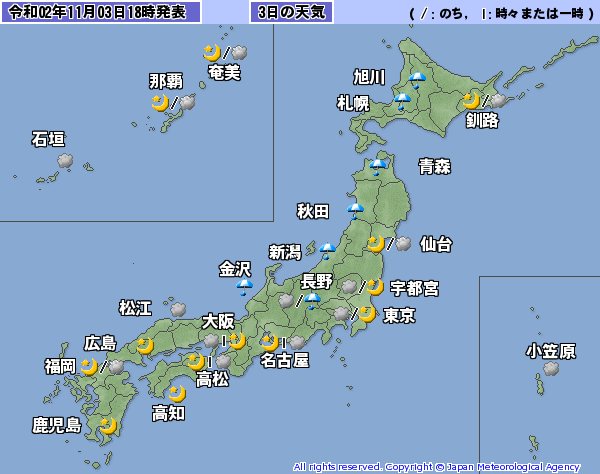 令和02年11月03日18時発表
3日の天気
( / : のち, | : 時々または一時 )
奄美
那覇
石垣
旭川
札幌
釧路
青森
秋田
仙台
新潟
金沢
長野
宇都宮
松江
大阪
東京
広島
名古屋
福岡
高松
高知
鹿児島
小笠原
All rights reserved. Copyright © Japan Meteorological Agency